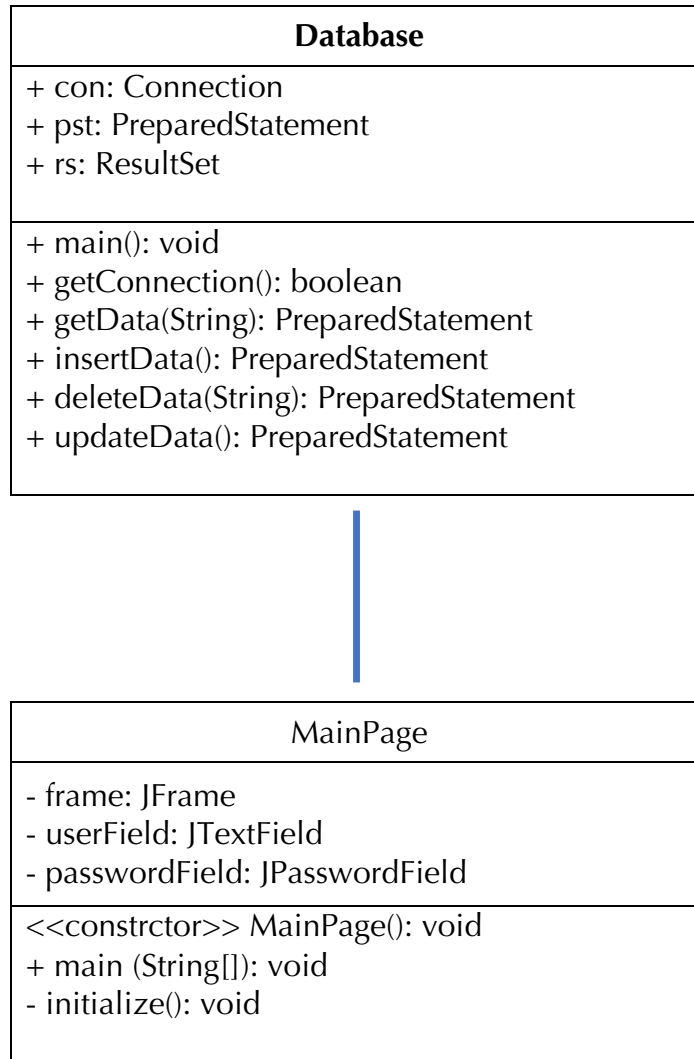 Database
+ con: Connection
+ pst: PreparedStatement
+ rs: ResultSet
+ main(): void
+ getConnection(): boolean
+ getData(String): PreparedStatement
+ insertData(): PreparedStatement
+ deleteData(String): PreparedStatement
+ updateData(): PreparedStatement
MainPage
- frame: JFrame
- userField: JTextField
- passwordField: JPasswordField
<<constrctor>> MainPage(): void
+ main (String[]): void
- initialize(): void